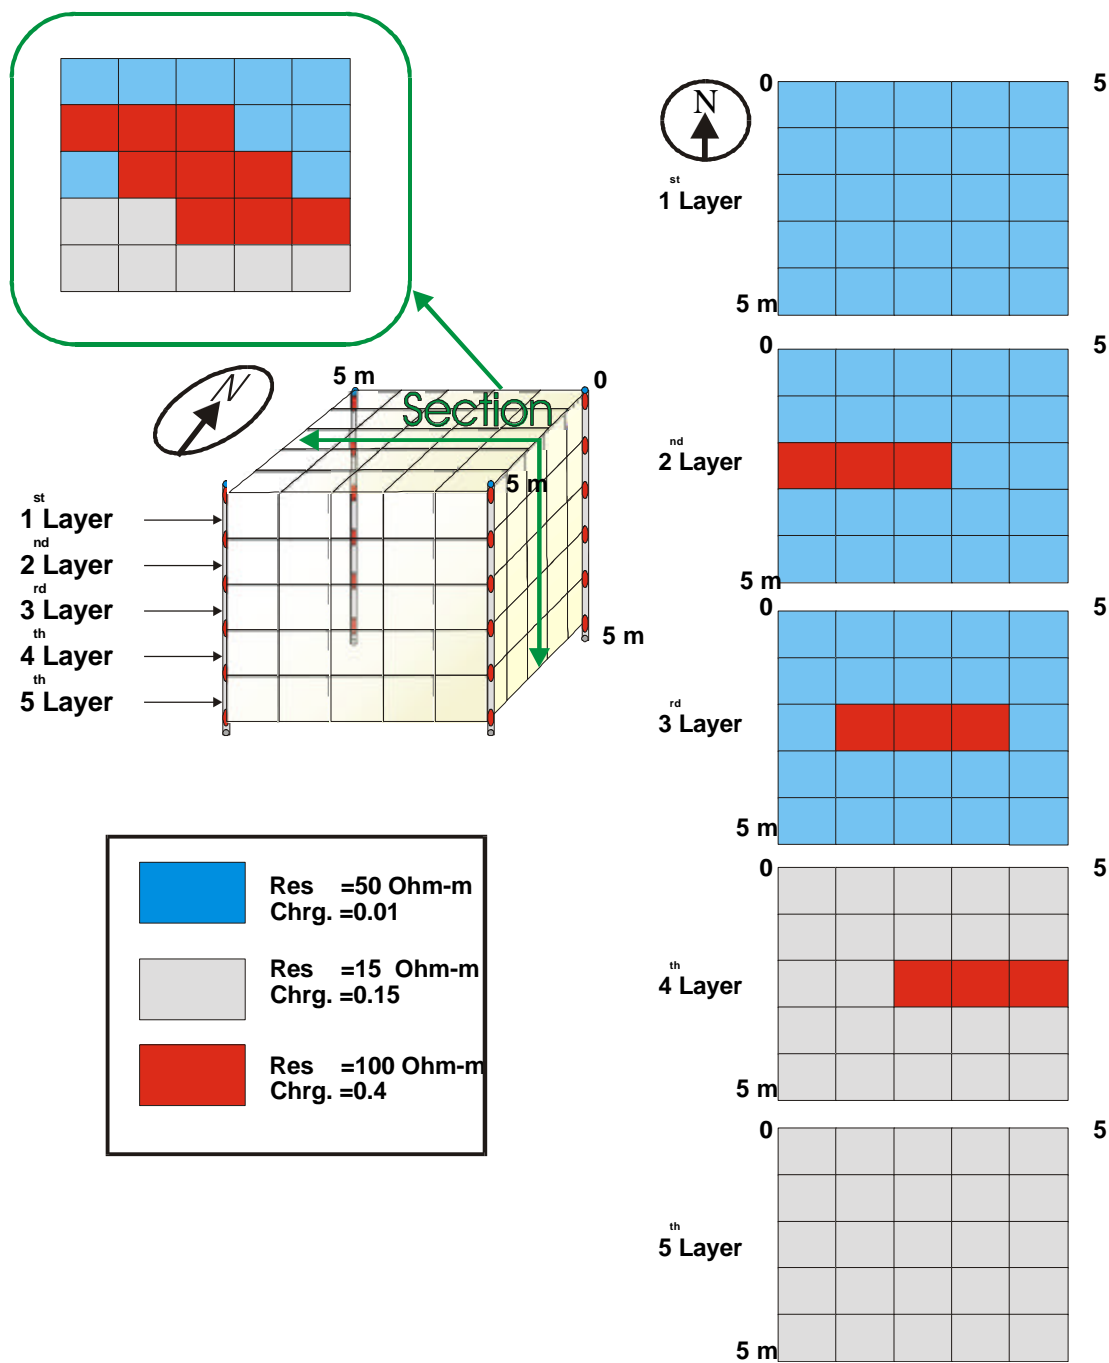 N
0
5
st
1 Layer
5 m
0
5
nd
2 Layer
5 m
0
5
rd
3 Layer
5 m
0
5
th
4 Layer
5 m
0
5
th
5 Layer
5 m
N
5 m
0
Section
5 m
5 m
st
1 Layer
nd
2 Layer
rd
3 Layer
th
4 Layer
th
5 Layer
Res =50 Ohm-m
Chrg. =0.01
Res =15 Ohm-m
Chrg. =0.15
Res =100 Ohm-m
Chrg. =0.4